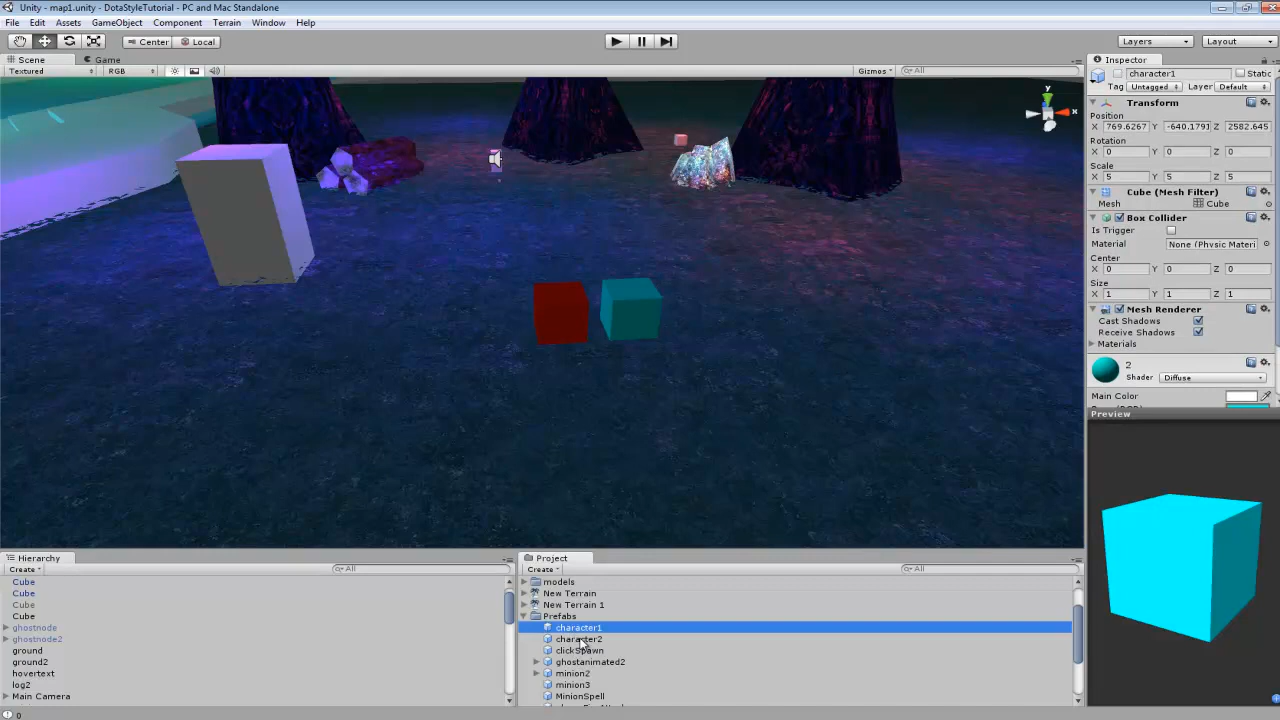 Unity - map1.unity - DotaStyleTutorial - PC and Mac Standalone
File Edit Assets GameObject Component Terrain Window Help
Center Local Layers Layout
Scene Game Inspector
Textured RGB Gizmos All
character1 Static
Tag Untagged Layer Default
Transform
Position
X 769.6267 Y -640.1791 Z 2582.645
Rotation
X 0 Y 0 Z 0
Scale
X 5 Y 5 Z 5
Cube (Mesh Filter)
Mesh Cube
Box Collider
Is Trigger
Material None (Physic Materi
Center
X 0 Y 0 Z 0
Size
X 1 Y 1 Z 1
Mesh Renderer
Cast Shadows
Receive Shadows
Materials
2
Shader Diffuse
Main Color
Preview
y
x
Hierarchy
Create All
Cube
Cube
Cube
Cube
ghostnode
ghostnode2
ground
ground2
hovertext
log2
Main Camera
Project
Create All
models
New Terrain
New Terrain 1
Prefabs
character1
character2
clickSpawn
ghostanimated2
minion2
minion3
MinionSpell
0